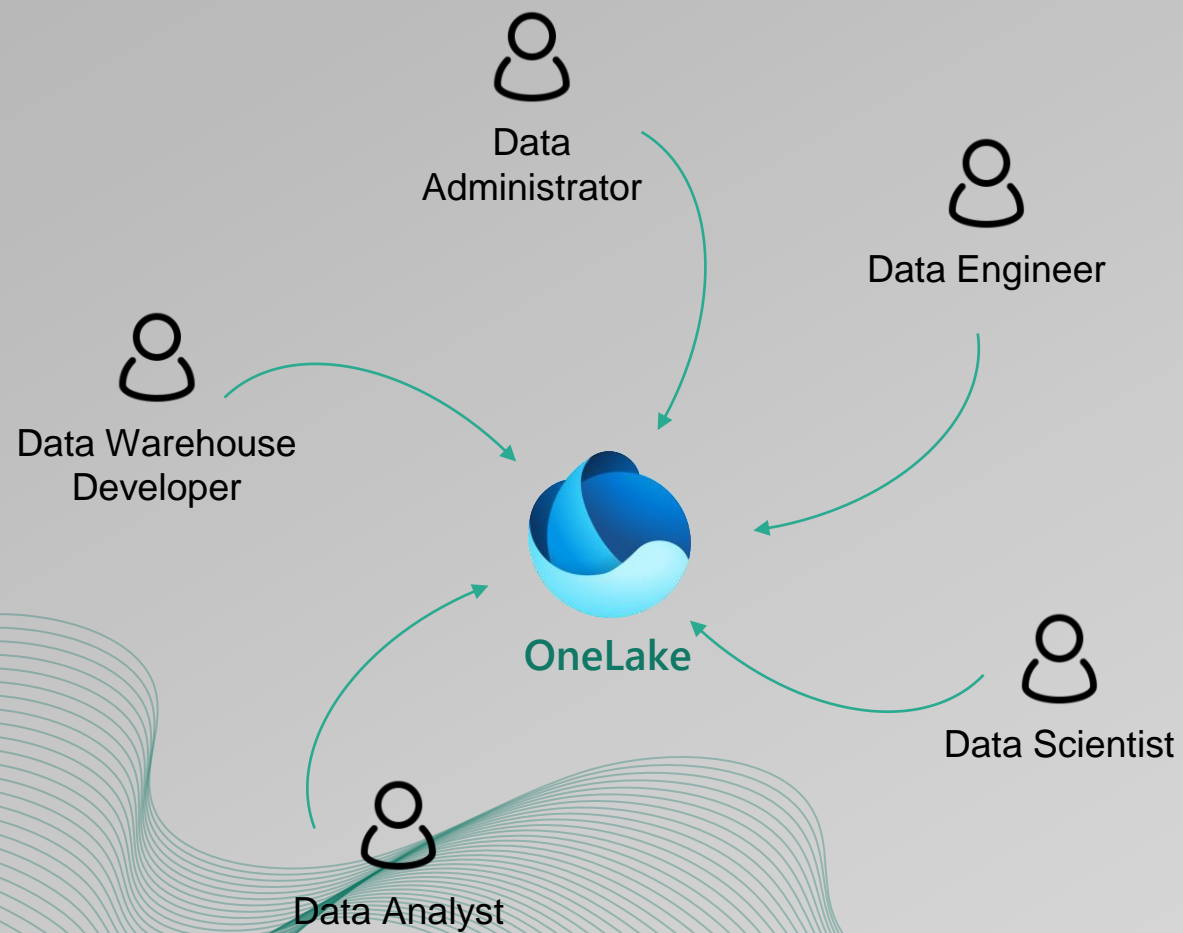 Data
Administrator
Data Engineer
Data Warehouse
Developer
OneLake
Data Scientist
Data Analyst